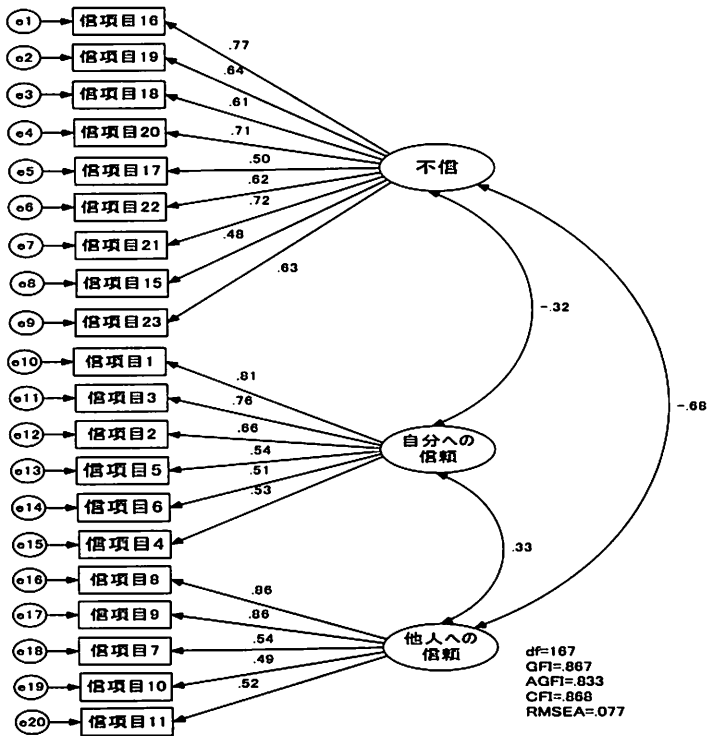 e1 信項目16 .77
e2 信項目19 .64
e3 信項目18 .61
e4 信項目20 .71
e5 信項目17 .50
不信
e6 信項目22 .62
e7 信項目21 .72
e8 信項目15 .48
e9 信項目23 .63
-.32
e10 信項目1 .81
e11 信項目3 .76
-.68
e12 信項目2 .66
自分への
信頼
e13 信項目5 .54
e14 信項目6 .51
e15 信項目4 .53
.33
e16 信項目8 .86
e17 信項目9 .86
他人への
信頼
e18 信項目7 .54
e19 信項目10 .49
e20 信項目11 .52
df=167
GFI=.867
AGFI=.833
CFI=.868
RMSEA=.077